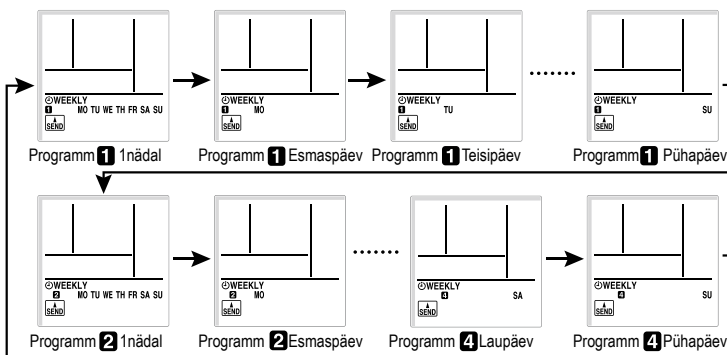 WEEKLY
1 MO TU WE TH FR SA SU
SEND
Programm 1 1nädal
WEEKLY
1 MO
SEND
Programm 1 Esmaspäev
WEEKLY
1 TU
SEND
Programm 1 Teisipäev
........
WEEKLY
1 SU
SEND
Programm 1 Pühapäev
WEEKLY
2 MO TU WE TH FR SA SU
SEND
Programm 2 1nädal
WEEKLY
2 MO
SEND
Programm 2 Esmaspäev
.......
WEEKLY
4 SA
SEND
Programm 4 Laupäev
WEEKLY
4 SU
SEND
Programm 4 Pühapäev